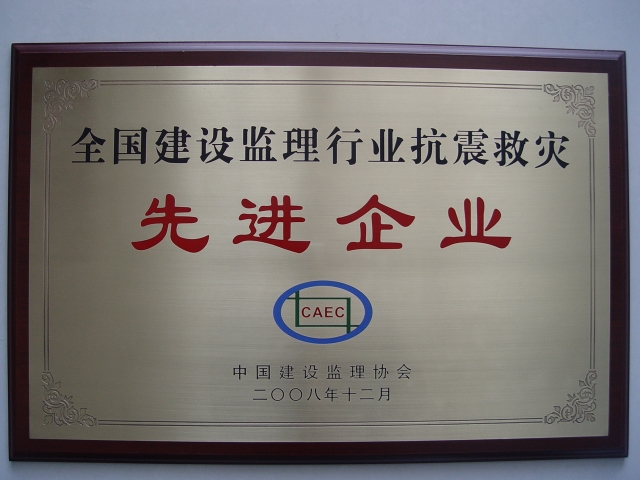 全国建设监理行业抗震救灾
先进企业
CAEC
中国建设监理协会
二〇〇八年十二月